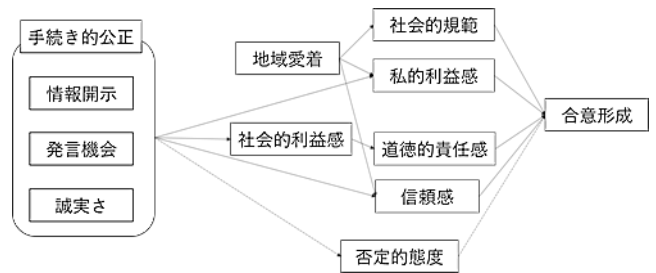 手続き的公正
情報開示
発言機会
誠実さ
地域愛着
社会的利益感
社会的規範
私的利益感
道徳的責任感
信頼感
否定的態度
合意形成